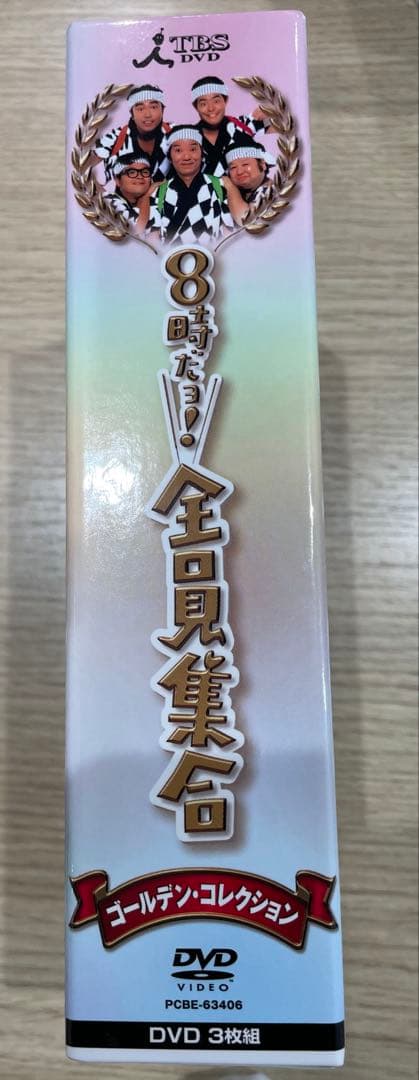 TBS
DVD
8時だョ!
全員集合
ゴールデン・コレクション
DVD
VIDEO™
PCBE-63406
DVD 3枚組